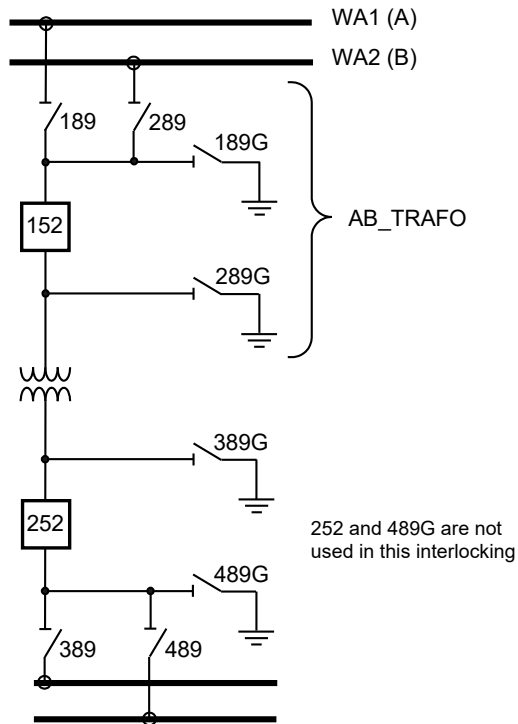 WA1 (A)
WA2 (B)
189
289
189G
152
AB_TRAFO
289G
389G
252
252 and 489G are not
used in this interlocking
489G
389
489